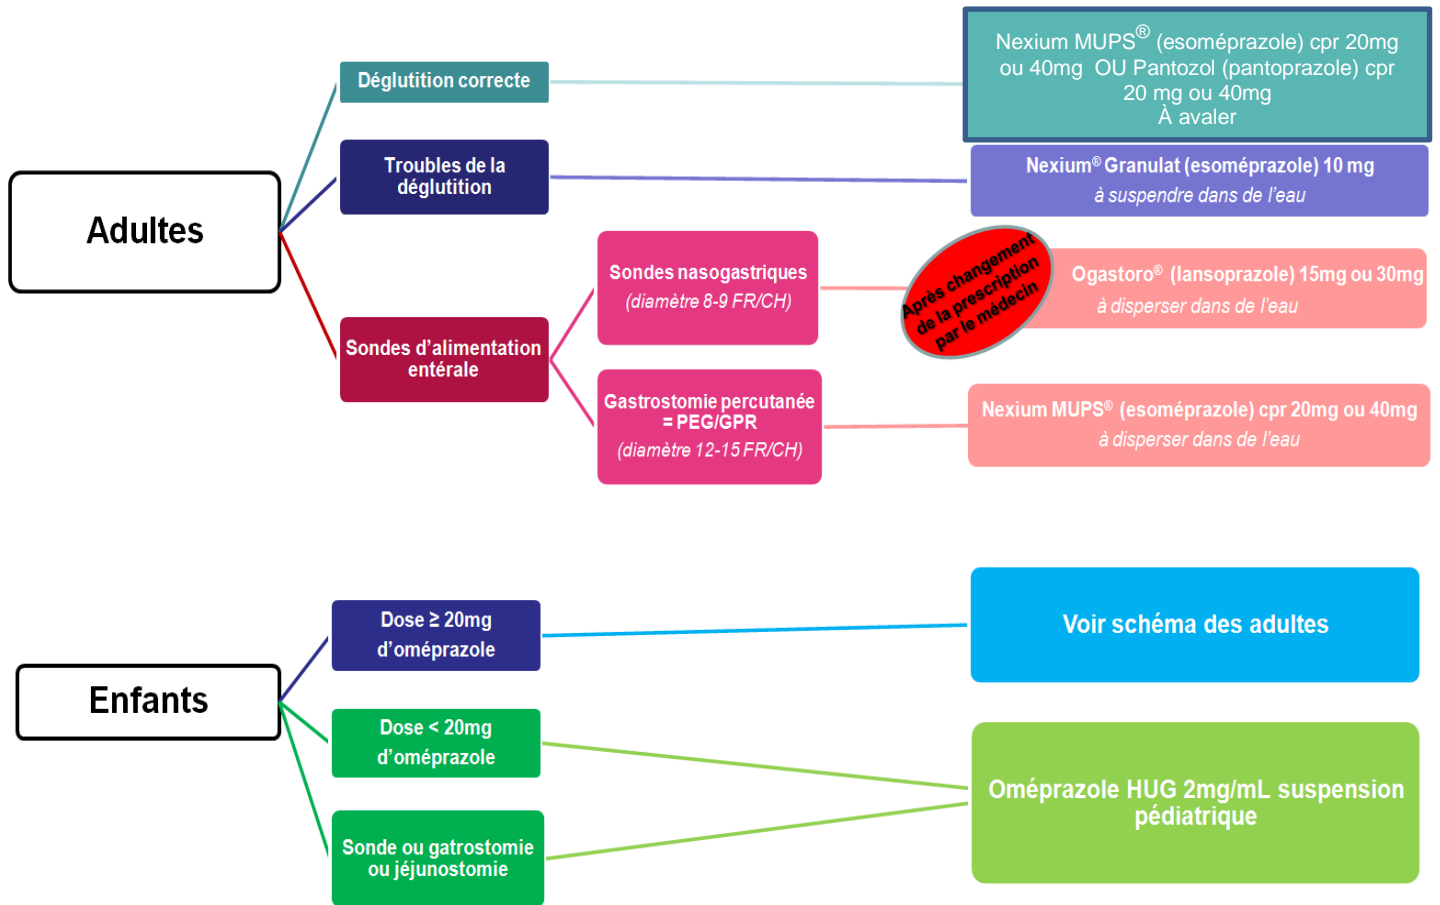 Adultes
Déglutition correcte
Nexium MUPS® (esoméprazole) cpr 20mg
ou 40mg OU Pantozol (pantoprazole) cpr
20 mg ou 40mg
À avaler
Troubles de la
déglutition
Nexium® Granulat (esoméprazole) 10 mg
à suspendre dans de l'eau
Sondes d'alimentation
entérale
Sondes nasogastriques
(diamètre 8-9 FR/CH)
Après changement
de la prescription
par le médecin
Ogastoro® (lansoprazole) 15mg ou 30mg
à disperser dans de l'eau
Gastrostomie percutanée
= PEG/GPR
(diamètre 12-15 FR/CH)
Nexium MUPS® (esoméprazole) cpr 20mg ou 40mg
à disperser dans de l'eau
Enfants
Dose ≥ 20mg
d'oméprazole
Voir schéma des adultes
Dose < 20mg
d'oméprazole
Sonde ou gatrostomie
ou jéjunostomie
Oméprazole HUG 2mg/mL suspension
pédiatrique